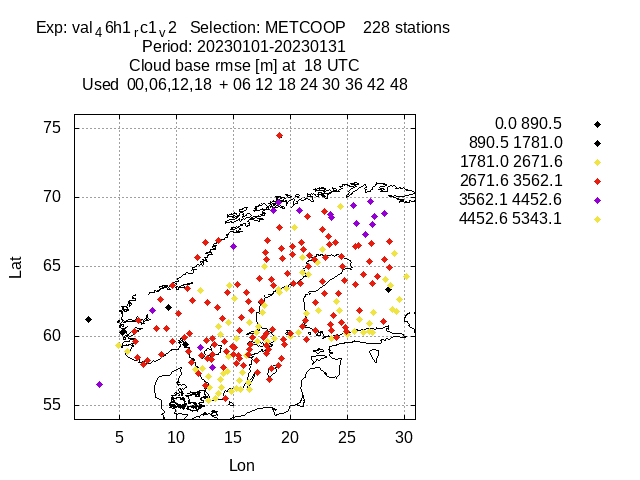 Exp: val4 6h1rc1v2 Selection: METCOOP 228 stations
Period: 20230101-20230131
Cloud base rmse [m] at 18 UTC
Used 00,06,12,18 + 06 12 18 24 30 36 42 48
0.0 890.5
890.5 1781.0
1781.0 2671.6
2671.6 3562.1
3562.1 4452.6
4452.6 5343.1
75
70
65
60
55
Lat
5 10 15 20 25 30
Lon